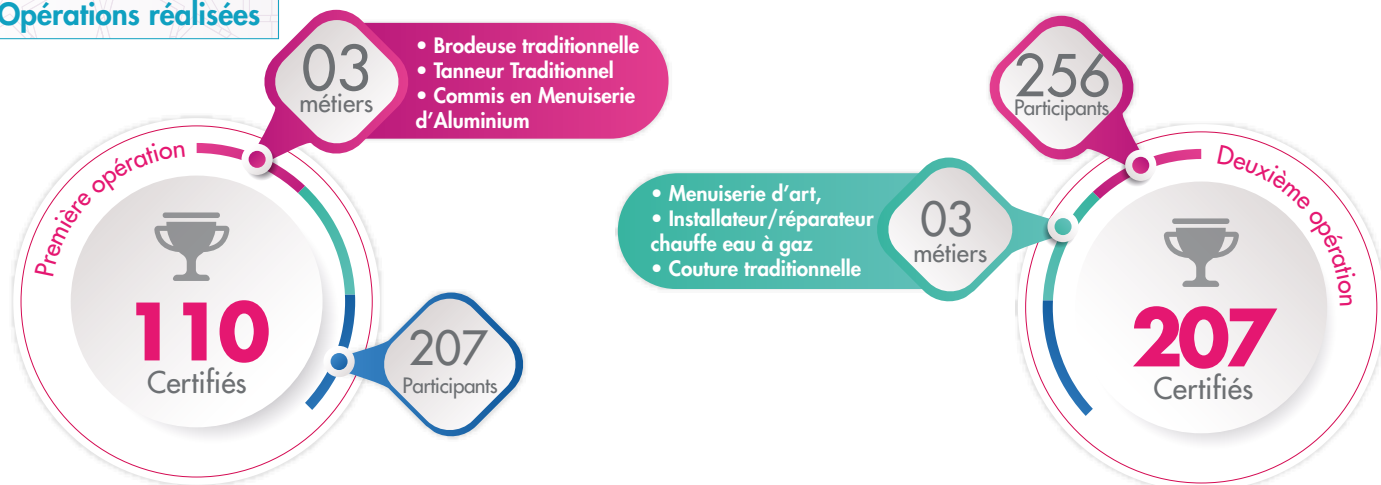 Opérations réalisées
Première opération
110
Certifiés
03
métiers
• Brodeuse traditionnelle
• Tanneur Traditionnel
• Commis en Menuiserie
d'Aluminium
207
Participants
Deuxième opération
207
Certifiés
256
Participants
03
métiers
• Menuiserie d'art,
• Installateur/réparateur
chauffe eau à gaz
• Couture traditionnelle